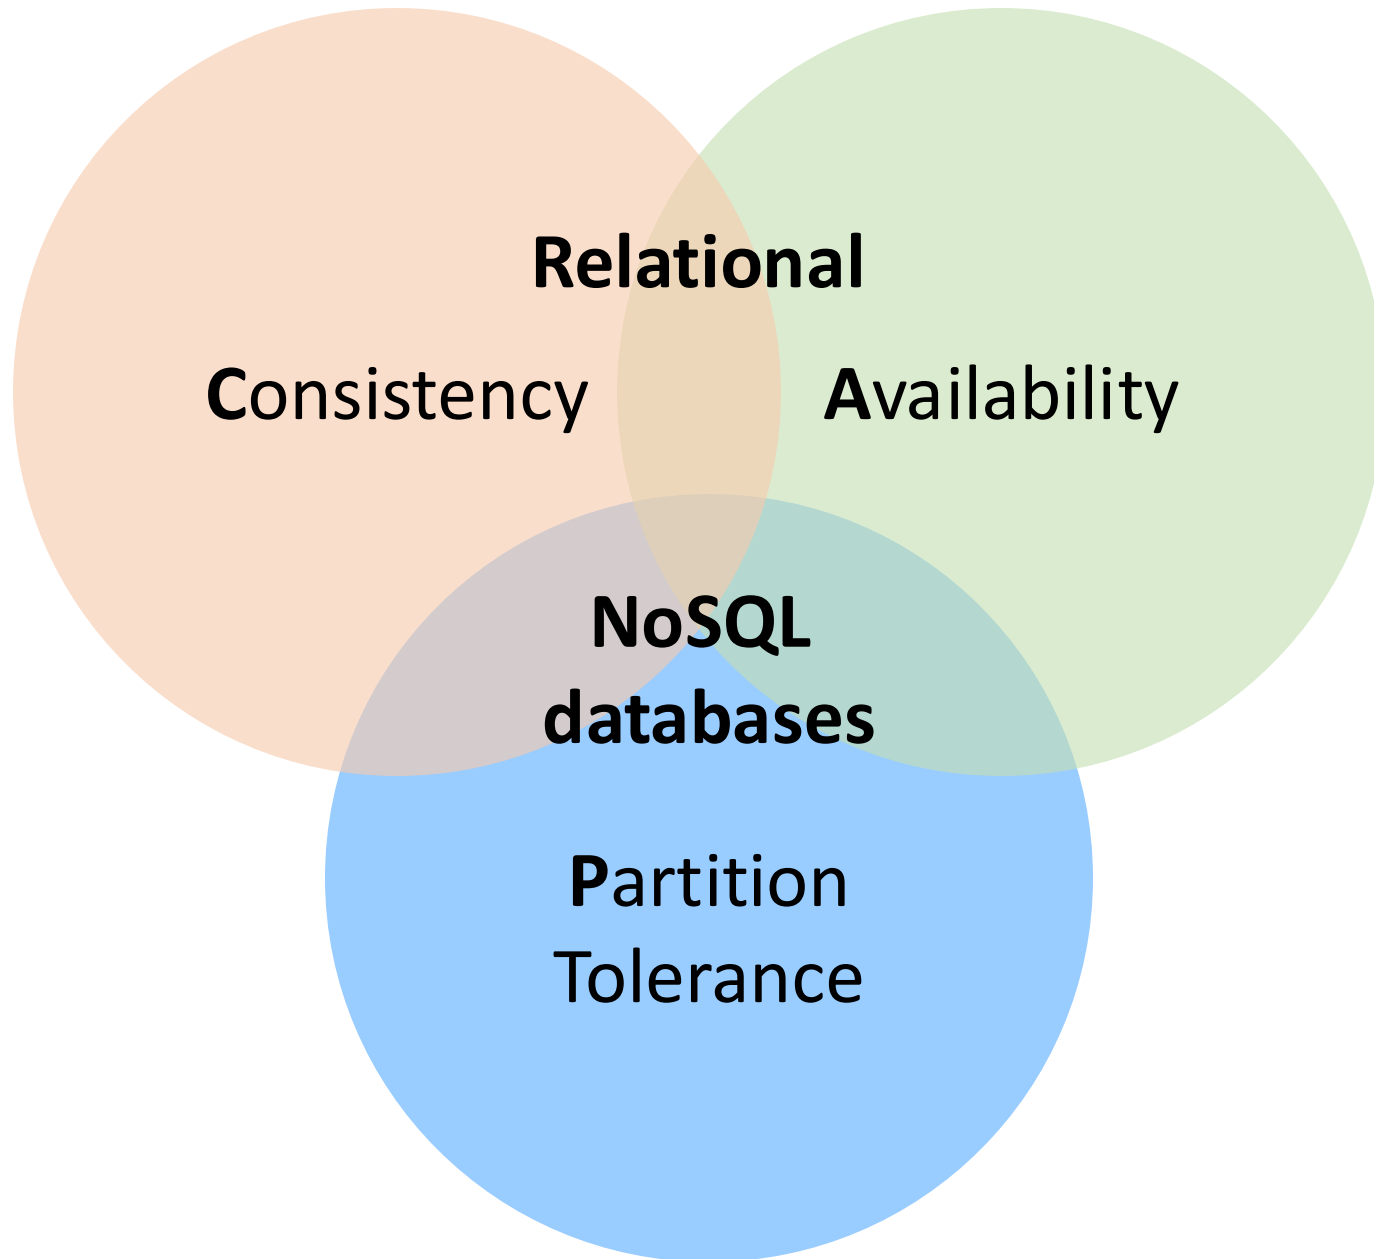 Relational
Consistency
Availability
NoSQL
databases
Partition
Tolerance